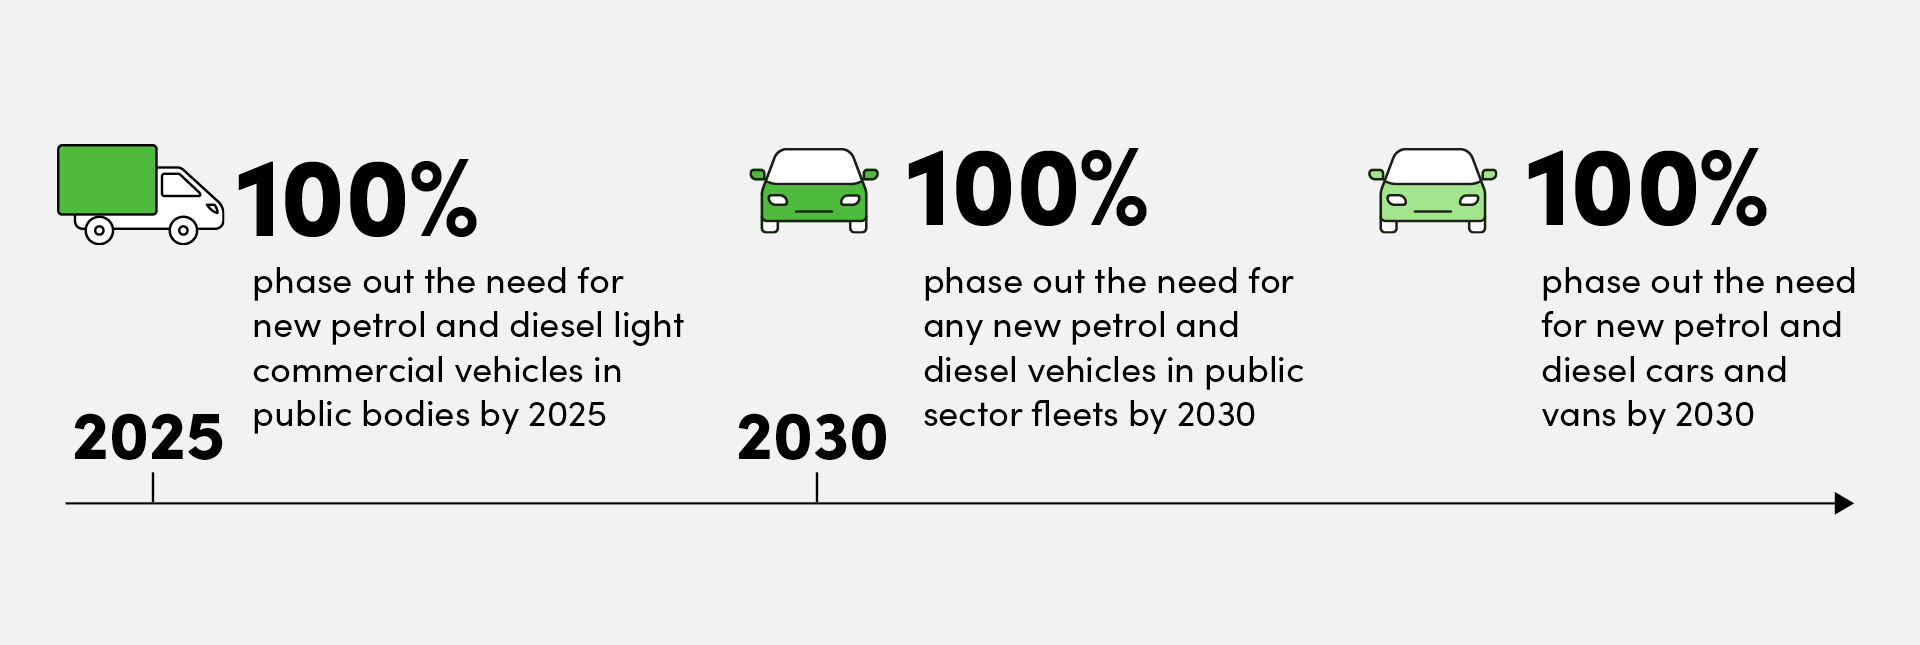 100%
phase out the need for
new petrol and diesel light
commercial vehicles in
public bodies by 2025
2025
100%
phase out the need for
any new petrol and
diesel vehicles in public
sector fleets by 2030
2030
100%
phase out the need
for new petrol and
diesel cars and
vans by 2030